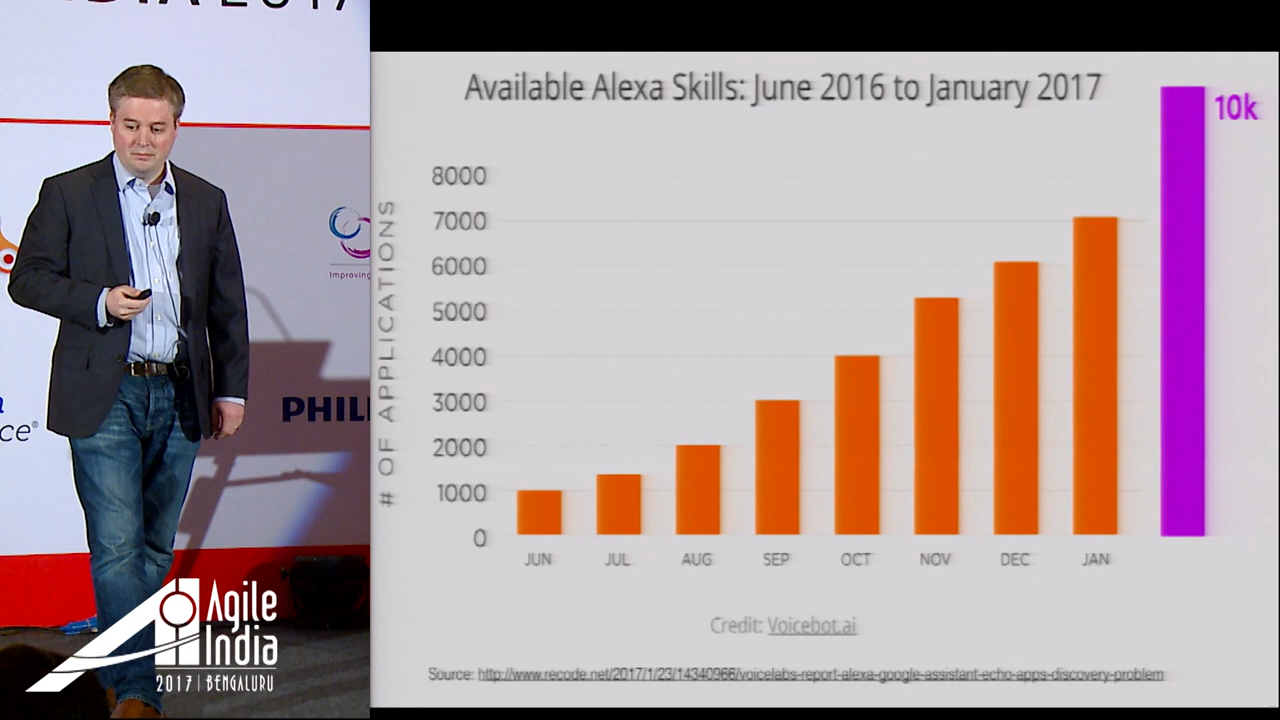 Improving
PHIL
ce®
Agile
India
2017 | BENGALURU
Available Alexa Skills: June 2016 to January 2017
10k
# OF APPLICATIONS
8000
7000
6000
5000
4000
3000
2000
1000
0
JUN JUL AUG SEP OCT NOV DEC JAN
Credit: Voicebot.ai
Source: http://www.recode.net/2017/1/23/14340966/voicelabs-report-alexa-google-assistant-echo-apps-discovery-problem